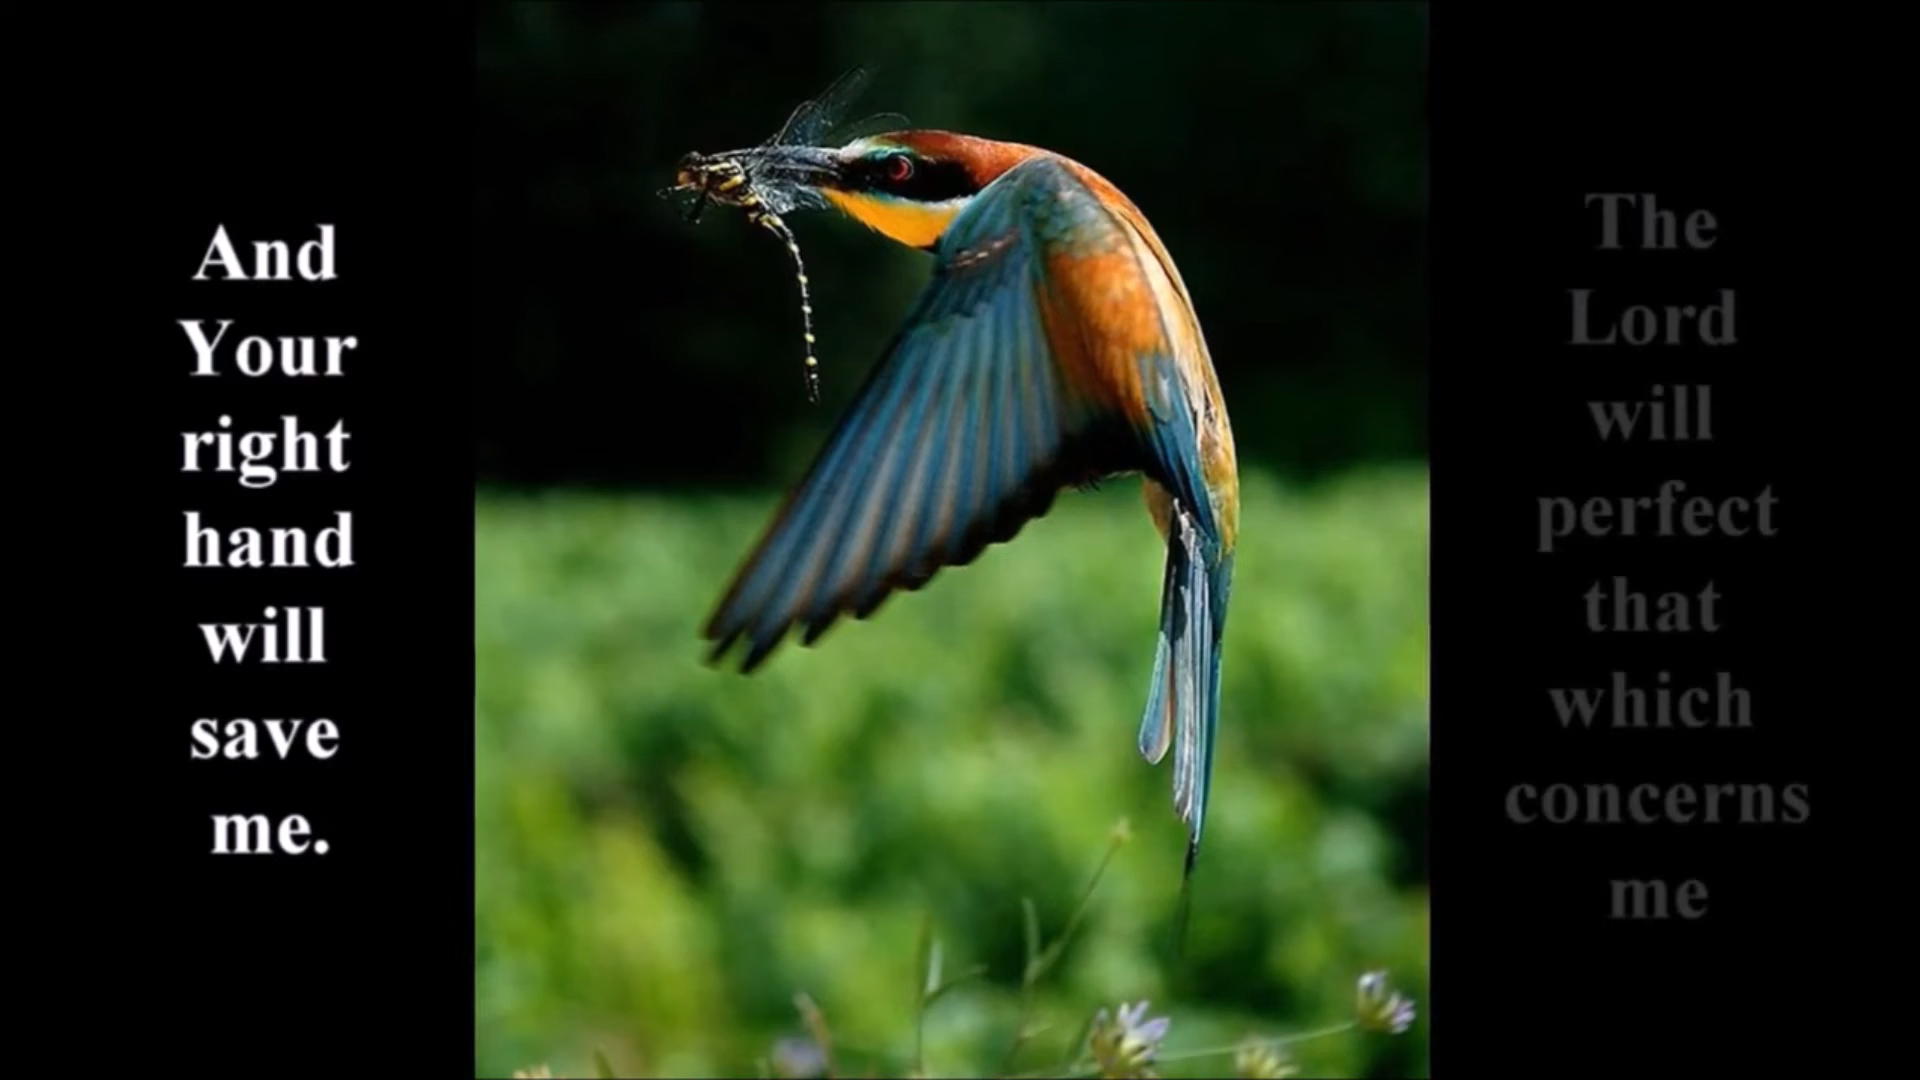 And
Your
right
hand
will
save
me.
The
Lord
will
perfect
that
which
concerns
me